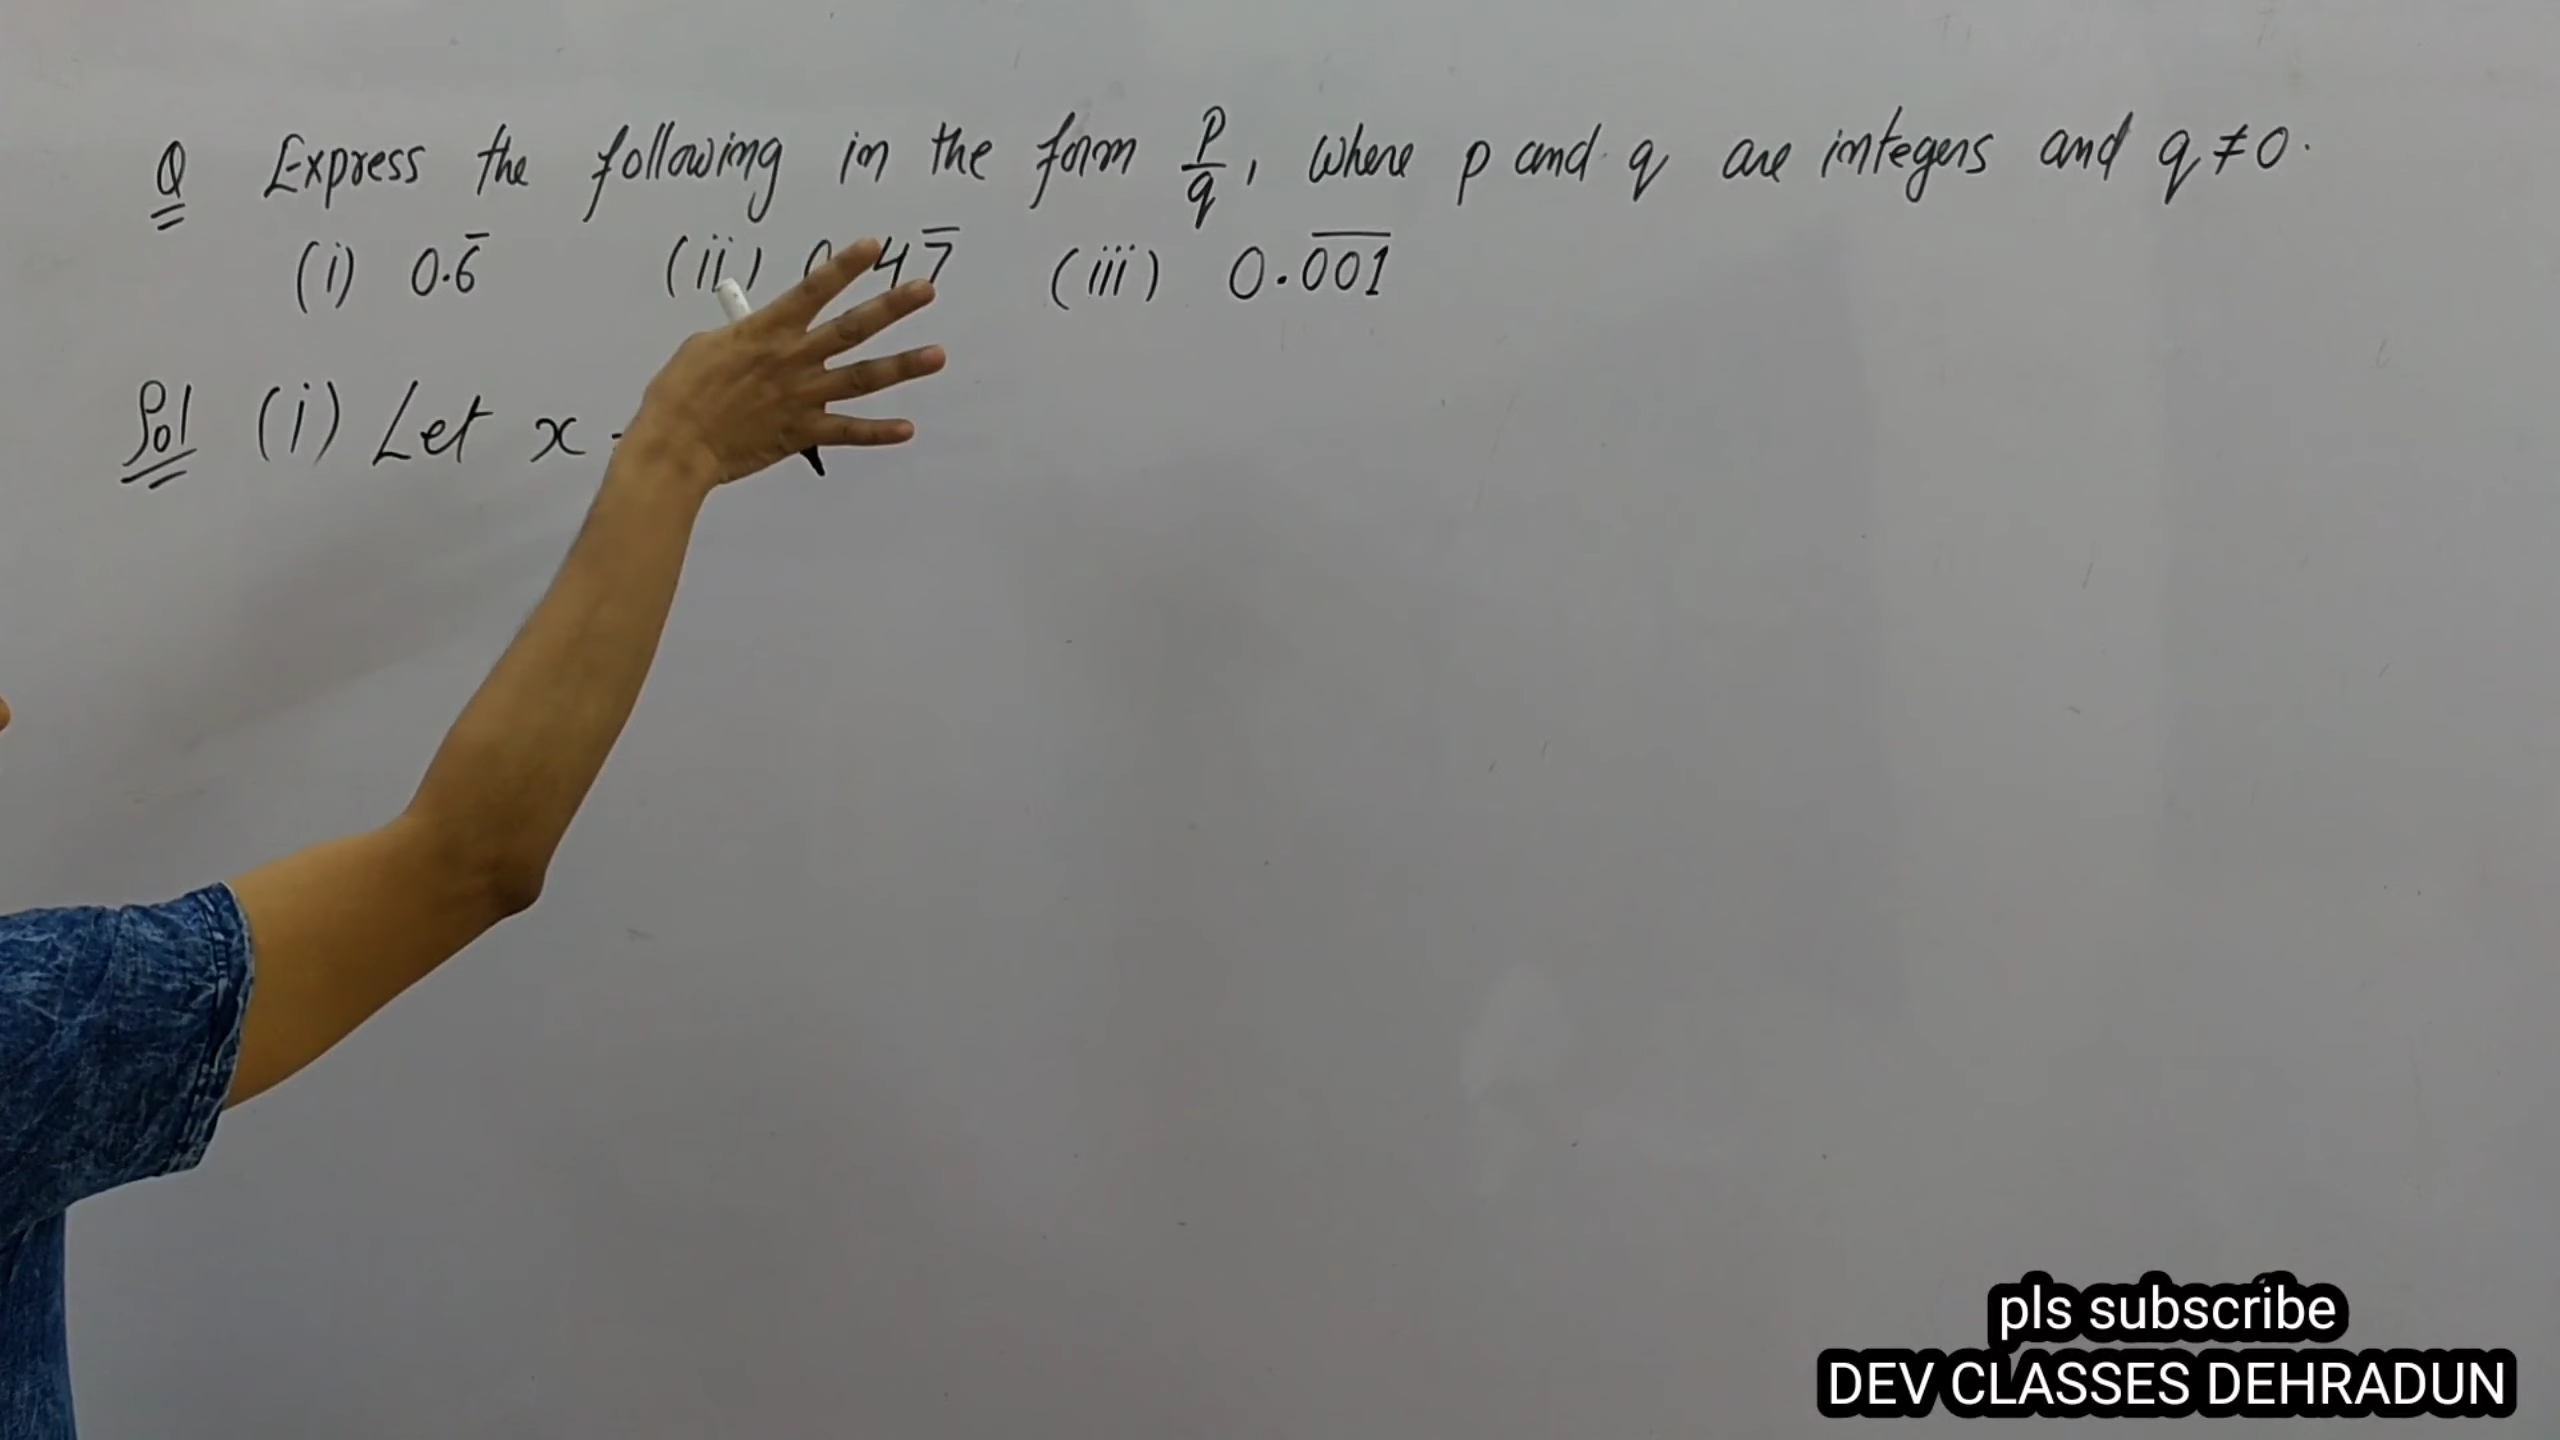 Q Express the following in the form p/q, where p and q are integers and q ≠ 0.
(i) 0.6̅ (ii) 0.47̅ (iii) 0.0̅0̅1̅
Sol (i) Let x =
pls subscribe
DEV CLASSES DEHRADUN